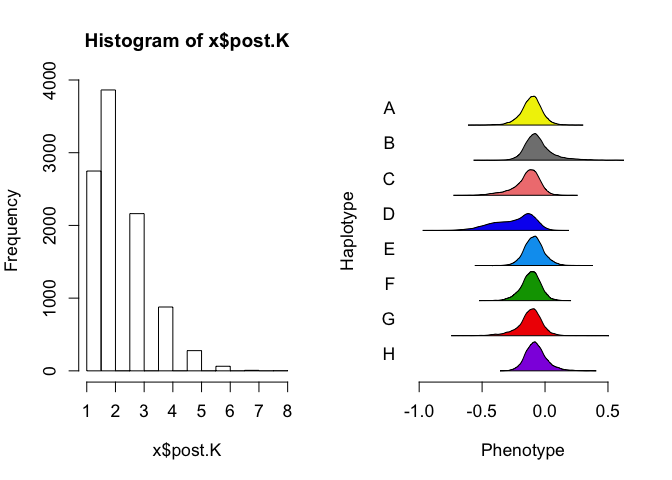 Histogram of x$post.K
Frequency
0
1000
2000
3000
4000
1 2 3 4 5 6 7 8
x$post.K
Haplotype
A
B
C
D
E
F
G
H
-1.0 -0.5 0.0 0.5
Phenotype